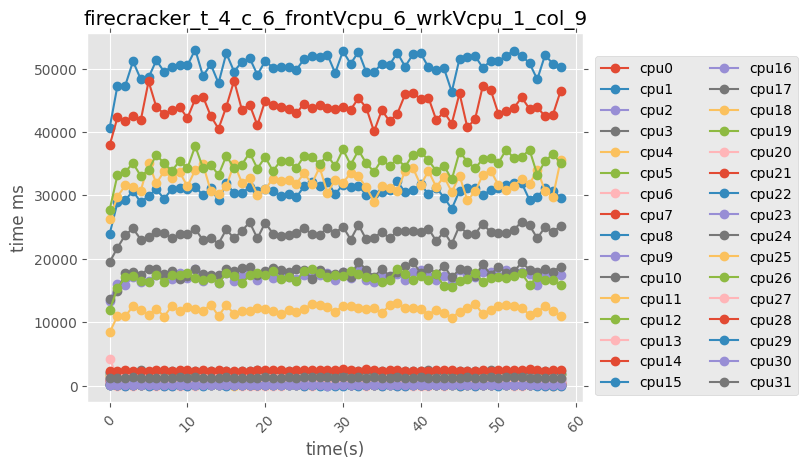 firecracker_t_4_c_6_frontVcpu_6_wrkVcpu_1_col_9
time ms
50000
40000
30000
20000
10000
0
0
10
20
30
40
50
60
time(s)
cpu0
cpu1
cpu2
cpu3
cpu4
cpu5
cpu6
cpu7
cpu8
cpu9
cpu10
cpu11
cpu12
cpu13
cpu14
cpu15
cpu16
cpu17
cpu18
cpu19
cpu20
cpu21
cpu22
cpu23
cpu24
cpu25
cpu26
cpu27
cpu28
cpu29
cpu30
cpu31